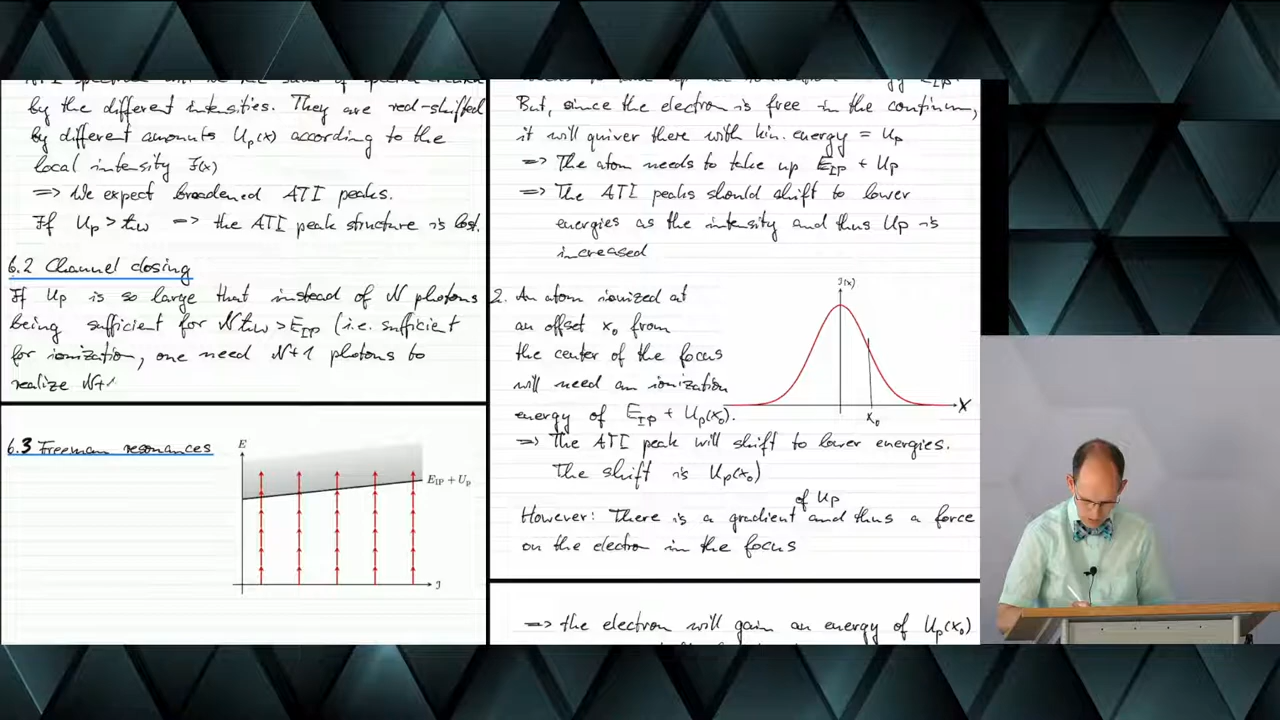 by the different intensities. They are red-shifted
by different amounts Up(x) according to the
local intensity I(x)
=> We expect broadened ATI peaks.
If Up > ħω => the ATI peak structure is lost.
6.2 Channel closing
If Up is so large that instead of N photons
being sufficient for Nħω > E_IP (i.e. sufficient
for ionization, one need N+1 photons to
realize N+1
6.3 Freeman resonances
E
E_IP + U_p
I
But, since the electron is free in the continuum,
it will quiver there with kin. energy = Up
=> The atom needs to take up E_IP + Up
=> The ATI peaks should shift to lower
energies as the intensity and thus Up is
increased
2. An atom ionized at
an offset x₀ from
the center of the focus
will need an ionization
energy of E_IP + Up(x₀).
I(x)
x₀
X
=> The ATI peak will shift to lower energies.
The shift is Up(x₀)
of Up
However: There is a gradient and thus a force
on the electron in the focus
=> the electron will gain an energy of Up(x₀)